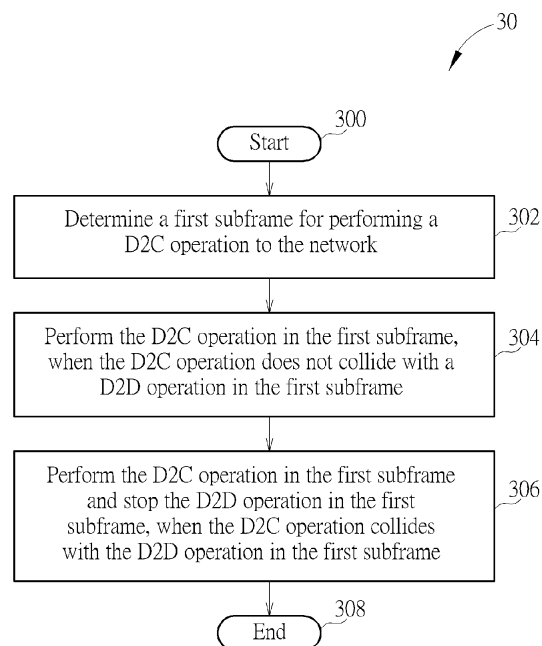 30
300
Start
302
Determine a first subframe for performing a
D2C operation to the network
304
Perform the D2C operation in the first subframe,
when the D2C operation does not collide with a
D2D operation in the first subframe
306
Perform the D2C operation in the first subframe
and stop the D2D operation in the first
subframe, when the D2C operation collides
with the D2D operation in the first subframe
308
End